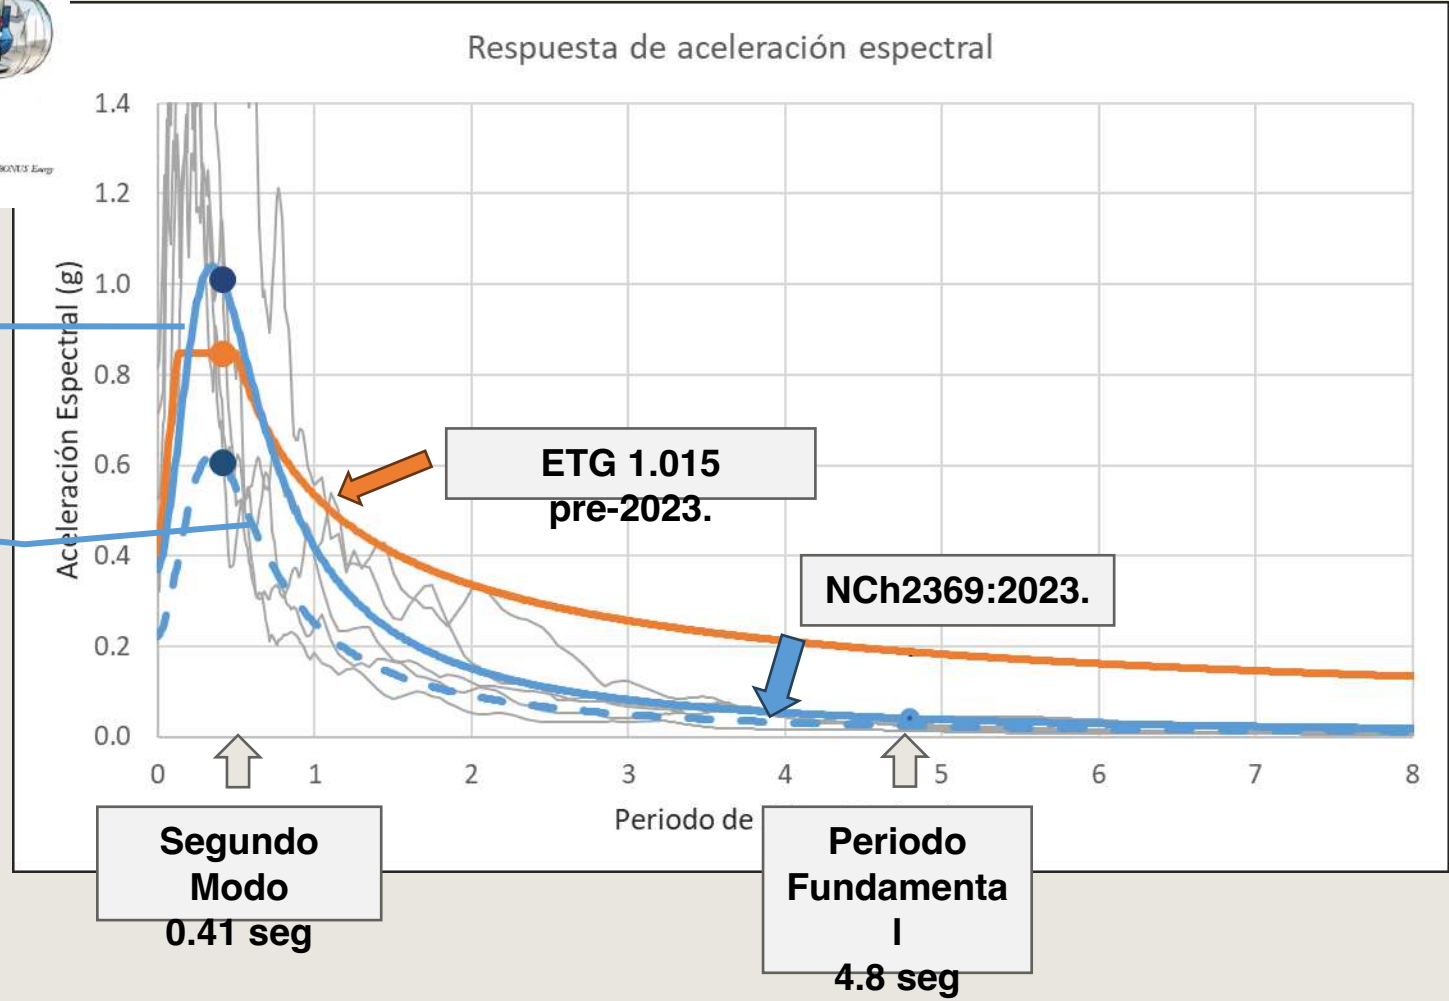 BONUS Energy
Respuesta de aceleración espectral
Aceleración Espectral (g)
1.4
1.2
1.0
0.8
0.6
0.4
0.2
0.0
ETG 1.015
pre-2023.
NCh2369:2023.
0 1 2 3 4 5 6 7 8
Periodo de
Segundo
Modo
0.41 seg
Periodo
Fundamenta
l
4.8 seg